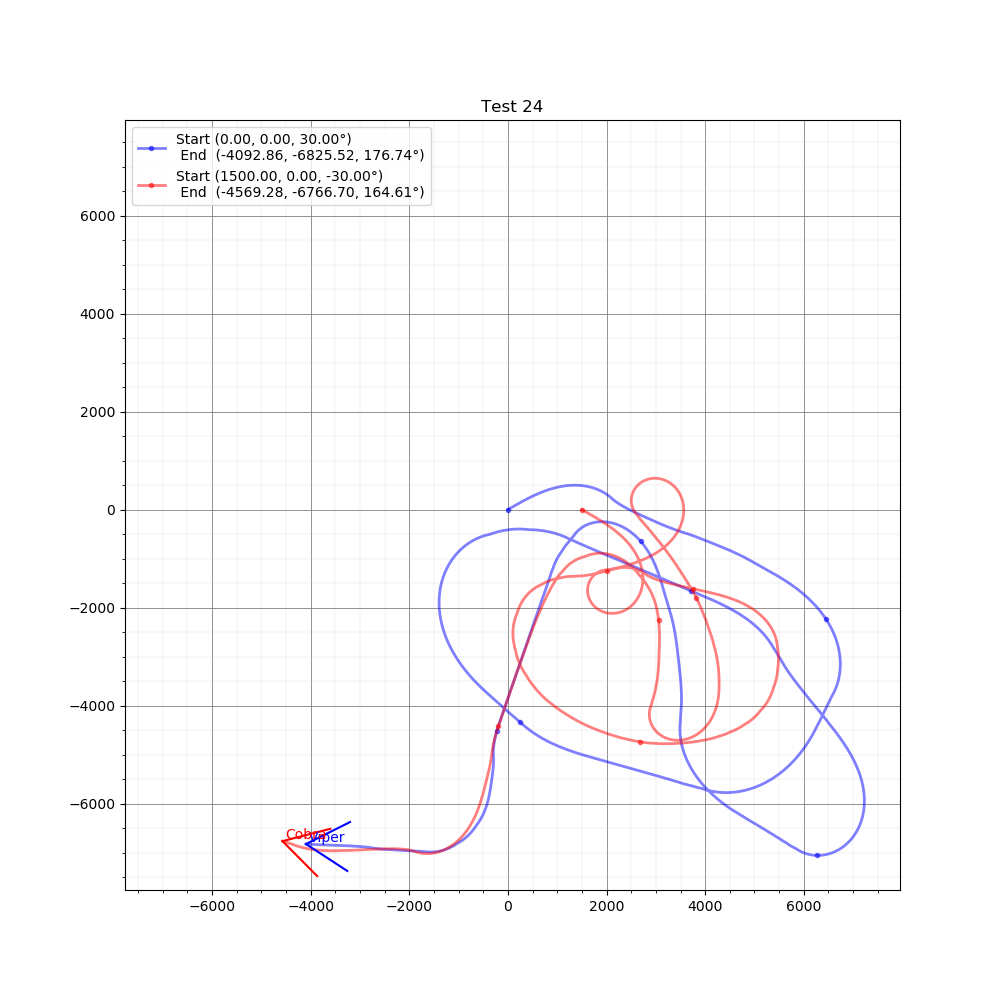 Test 24
Start (0.00, 0.00, 30.00°)
End (-4092.86, -6825.52, 176.74°)
Start (1500.00, 0.00, -30.00°)
End (-4569.28, -6766.70, 164.61°)
6000
4000
2000
0
−2000
−4000
−6000
Cobra
Viper
−6000 −4000 −2000 0 2000 4000 6000